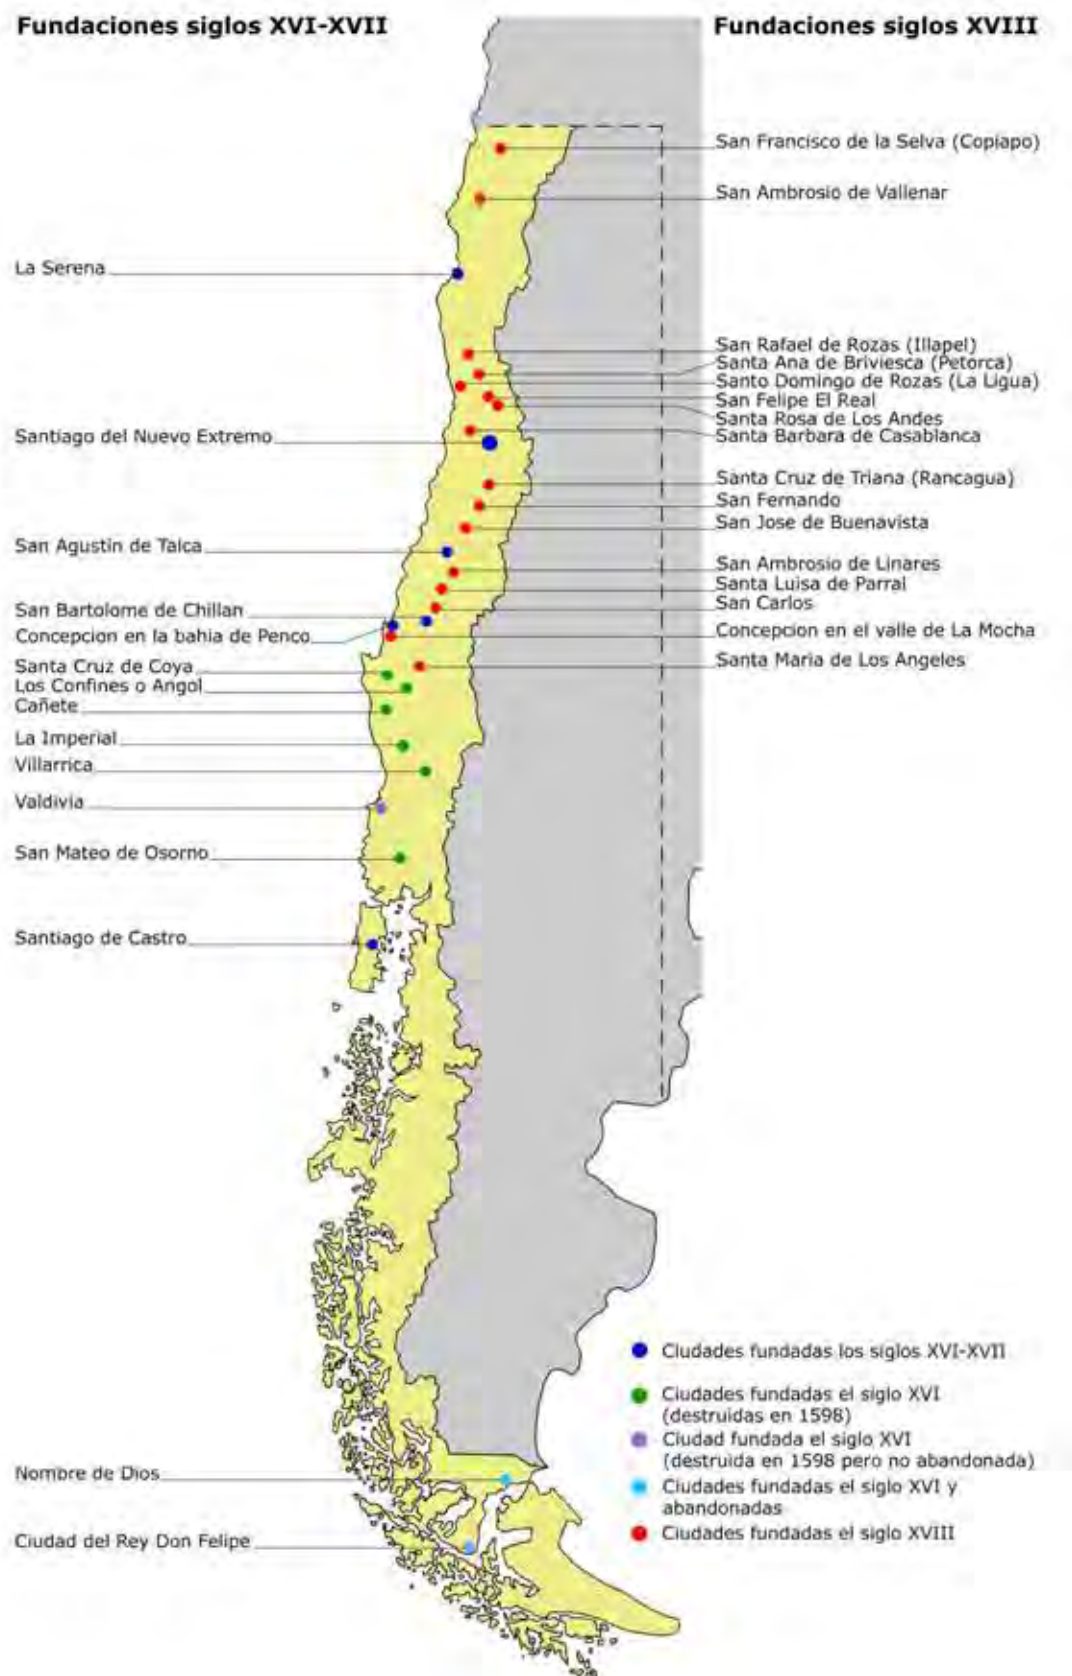 Fundaciones siglos XVI-XVII
Fundaciones siglos XVIII
San Francisco de la Selva (Copiapo)
San Ambrosio de Vallenar
La Serena
San Rafael de Rozas (Illapel)
Santa Ana de Briviesca (Petorca)
Santo Domingo de Rozas (La Ligua)
San Felipe El Real
Santa Rosa de Los Andes
Santa Barbara de Casablanca
Santiago del Nuevo Extremo
Santa Cruz de Triana (Rancagua)
San Fernando
San Jose de Buenavista
San Agustin de Talca
San Ambrosio de Linares
Santa Luisa de Parral
San Carlos
San Bartolome de Chillan
Concepcion en la bahia de Penco
Concepcion en el valle de La Mocha
Santa Maria de Los Angeles
Santa Cruz de Coya
Los Confines o Angol
Cañete
La Imperial
Villarrica
Valdivia
San Mateo de Osorno
Santiago de Castro
Nombre de Dios
Ciudad del Rey Don Felipe
Ciudades fundadas los siglos XVI-XVII
Ciudades fundadas el siglo XVI
(destruidas en 1598)
Ciudad fundada el siglo XVI
(destruida en 1598 pero no abandonada)
Ciudades fundadas el siglo XVI y
abandonadas
Ciudades fundadas el siglo XVIII